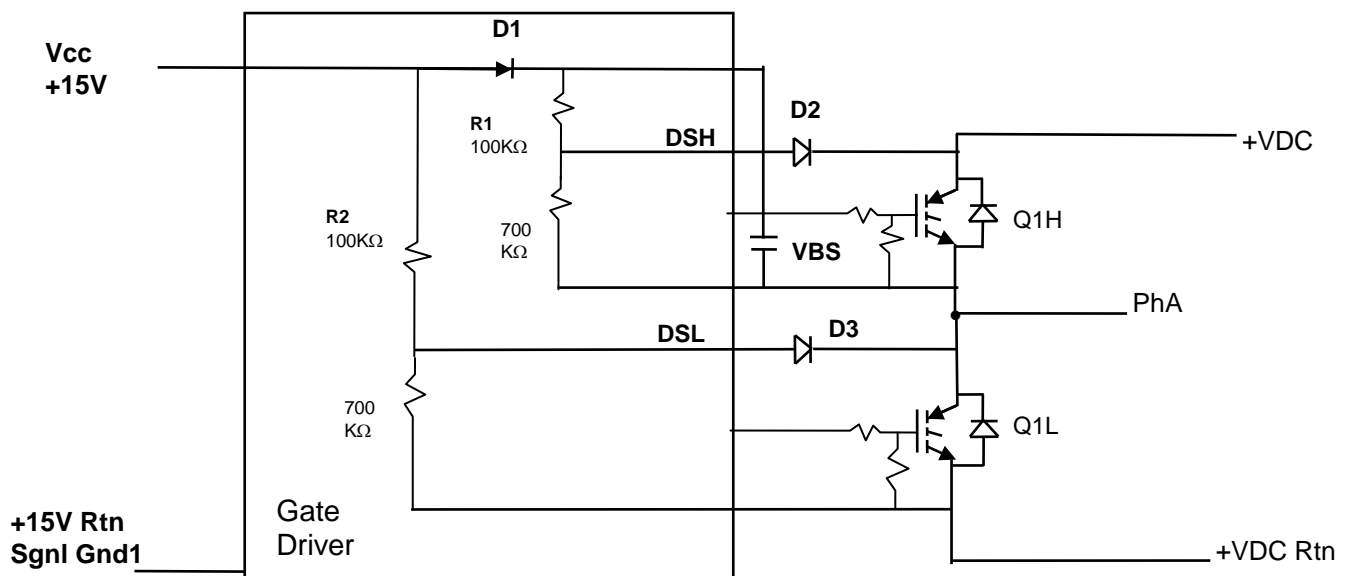 D1
Vcc
+15V
D2
R1
100KΩ
DSH
+VDC
R2
100KΩ
700
KΩ
VBS
Q1H
PhA
DSL
D3
700
KΩ
Q1L
+15V Rtn
Sgnl Gnd1
Gate
Driver
+VDC Rtn